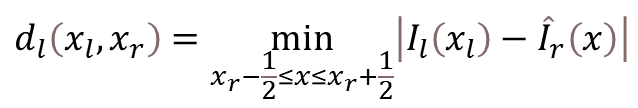 d_l(x_l, x_r) = min_{x_r − 1/2 ≤ x ≤ x_r + 1/2} |I_l(x_l) − Î_r(x)|